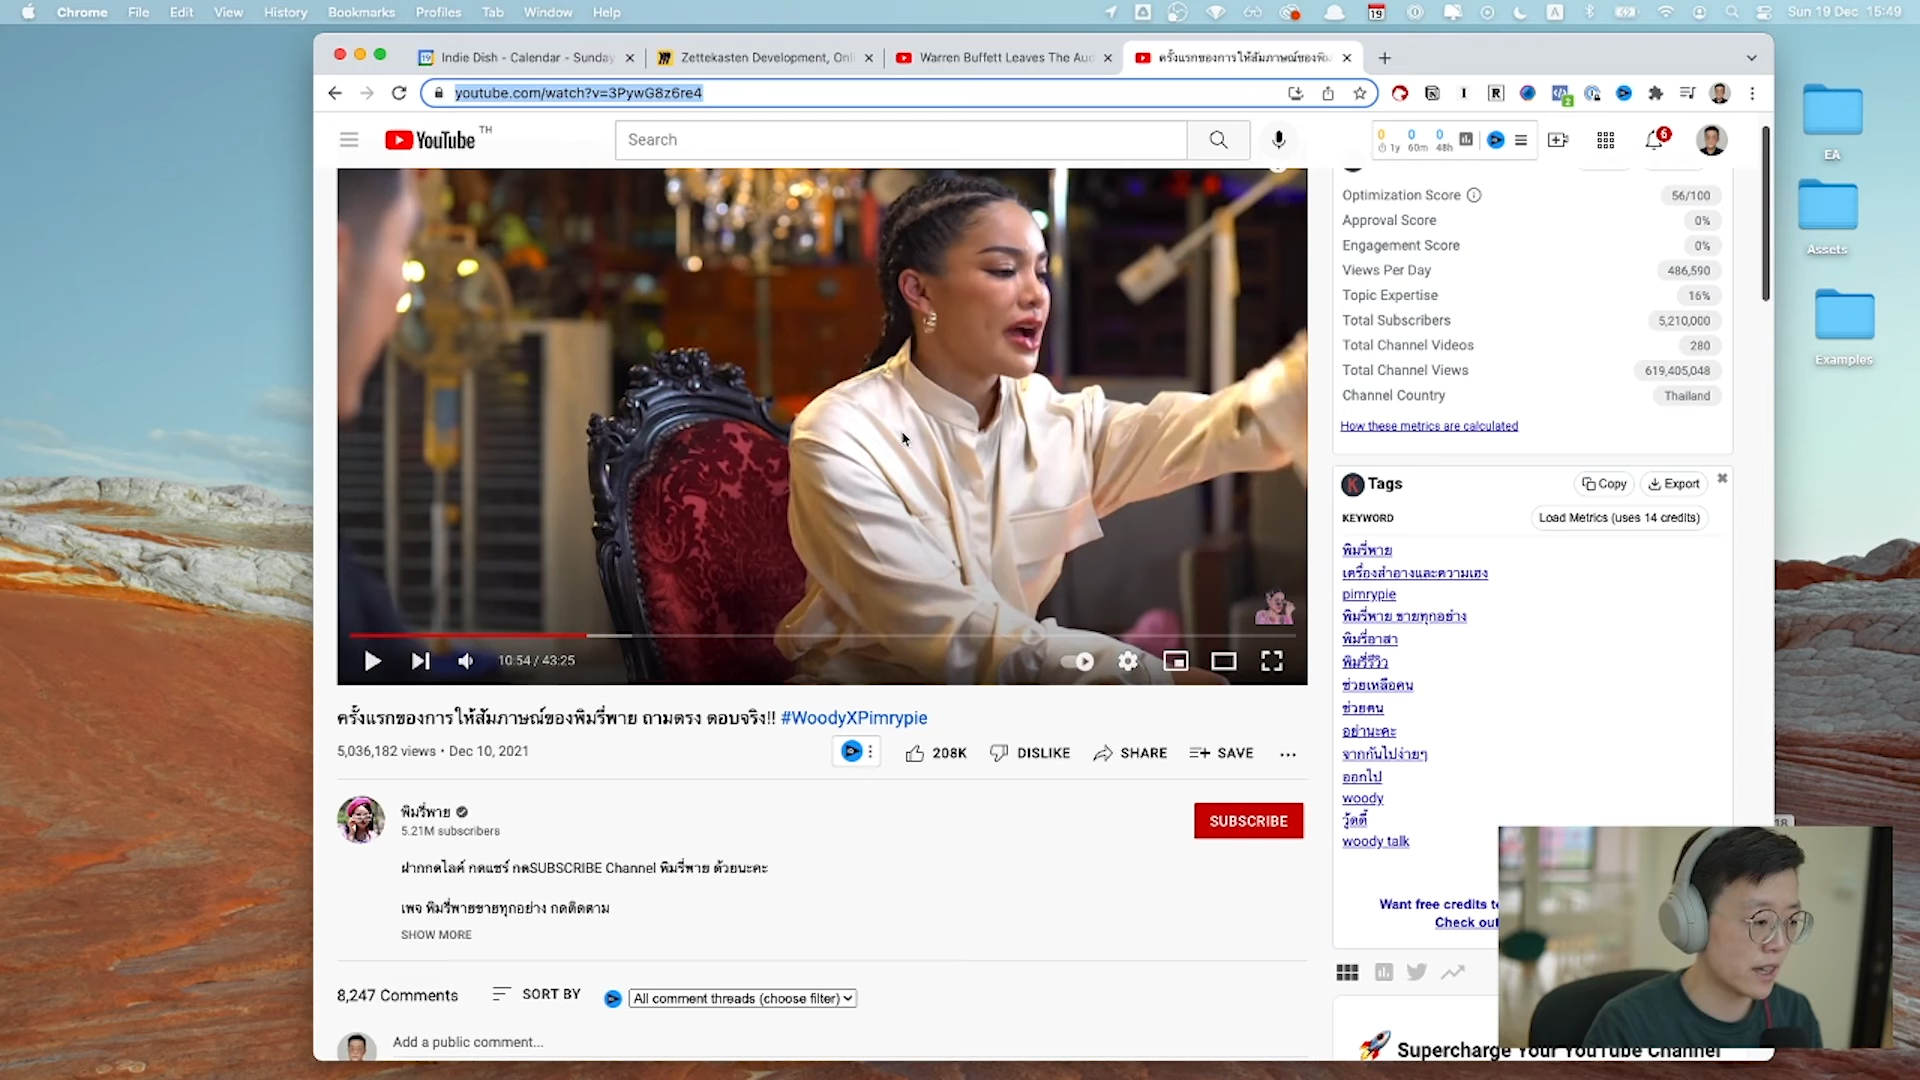 Chrome File Edit View History Bookmarks Profiles Tab Window Help
19 A Sun 19 Dec 15:49
Indie Dish - Calendar - Sunday
Zettekasten Development, Onl
Warren Buffett Leaves The Aud
ครั้งแรกของการให้สัมภาษณ์ของพิม
youtube.com/watch?v=3PywG8z6re4
YouTube TH
Search
0 0 0
1y 60m 48h
6
EA
Assets
Examples
Optimization Score 56/100
Approval Score 0%
Engagement Score 0%
Views Per Day 486,590
Topic Expertise 16%
Total Subscribers 5,210,000
Total Channel Videos 280
Total Channel Views 619,405,048
Channel Country Thailand
How these metrics are calculated
K Tags Copy Export
KEYWORD Load Metrics (uses 14 credits)
พิมรี่พาย
เครื่องสำอางและความเฮง
pimrypie
พิมรี่พาย ขายทุกอย่าง
พิมรี่อาสา
พิมรี่รีวิว
ช่วยเหลือคน
ช่วยคน
อย่านะคะ
จากกันไปง่ายๆ
ออกไป
woody
วู้ดดี้
woody talk
Want free credits to
Check out
Supercharge Your YouTube Channel
10:54 / 43:25
ครั้งแรกของการให้สัมภาษณ์ของพิมรี่พาย ถามตรง ตอบจริง!! #WoodyXPimrypie
5,036,182 views • Dec 10, 2021
208K DISLIKE SHARE SAVE
พิมรี่พาย
5.21M subscribers
SUBSCRIBE
ฝากกดไลค์ กดแชร์ กดSUBSCRIBE Channel พิมรี่พาย ด้วยนะคะ
เพจ พิมรี่พายขายทุกอย่าง กดติดตาม
SHOW MORE
8,247 Comments SORT BY All comment threads (choose filter)
Add a public comment...